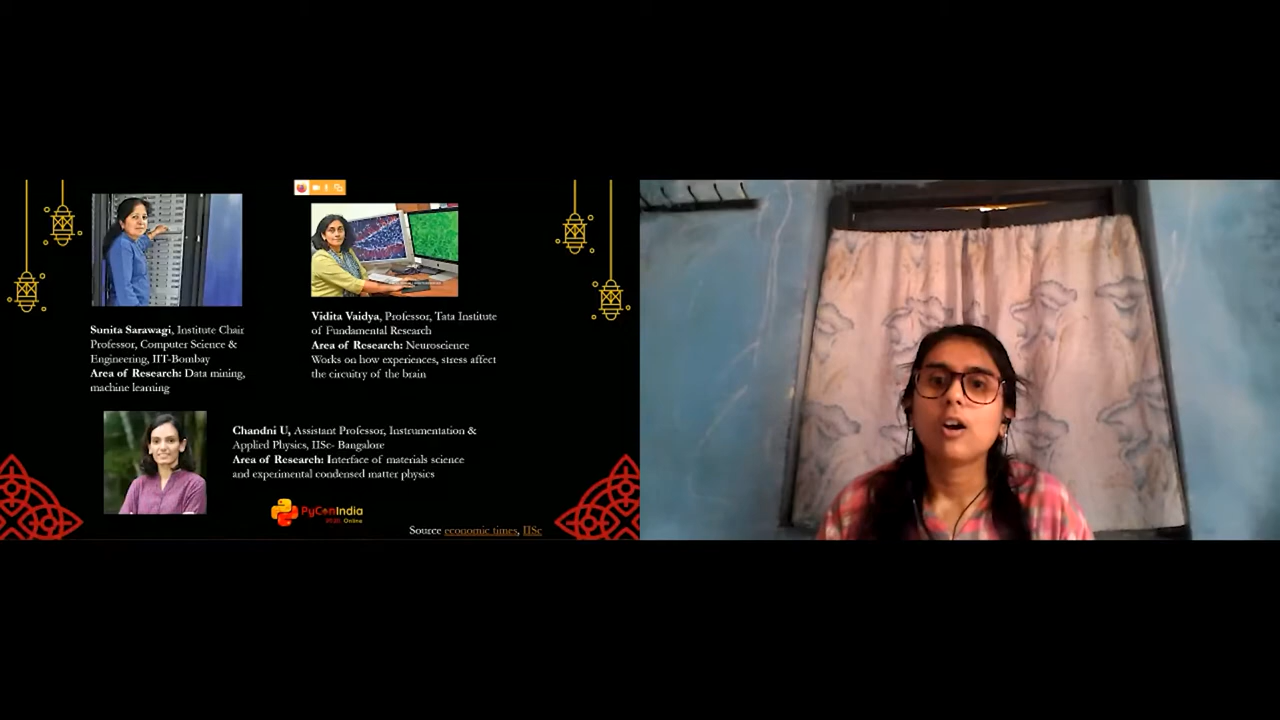 Sunita Sarawagi, Institute Chair
Professor, Computer Science &
Engineering, IIT-Bombay
Area of Research: Data mining,
machine learning
Vidita Vaidya, Professor, Tata Institute
of Fundamental Research
Area of Research: Neuroscience
Works on how experiences, stress affect
the circuitry of the brain
Chandni U, Assistant Professor, Instrumentation &
Applied Physics, IISc- Bangalore
Area of Research: Interface of materials science
and experimental condensed matter physics
PyConIndia
Online
Source economic times, IISc